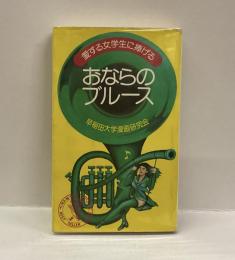 愛する女学生に捧げる
おならの
ブルース
早稲田大学漫画研究会